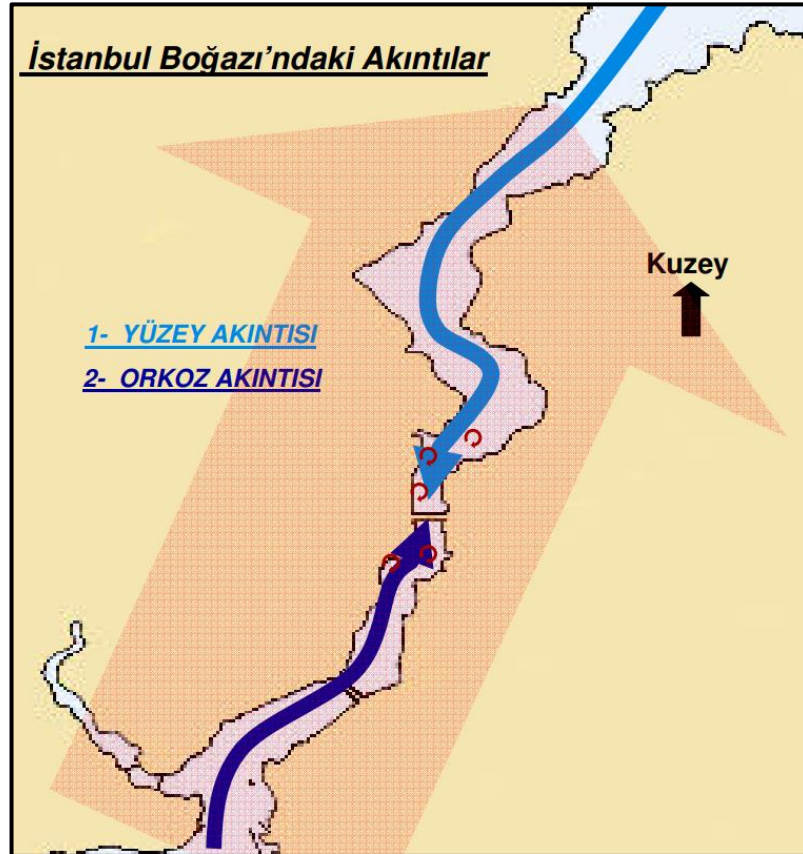 İstanbul Boğazı’ndaki Akıntılar
Kuzey
1- YÜZEY AKINTISI
2- ORKOZ AKINTISI